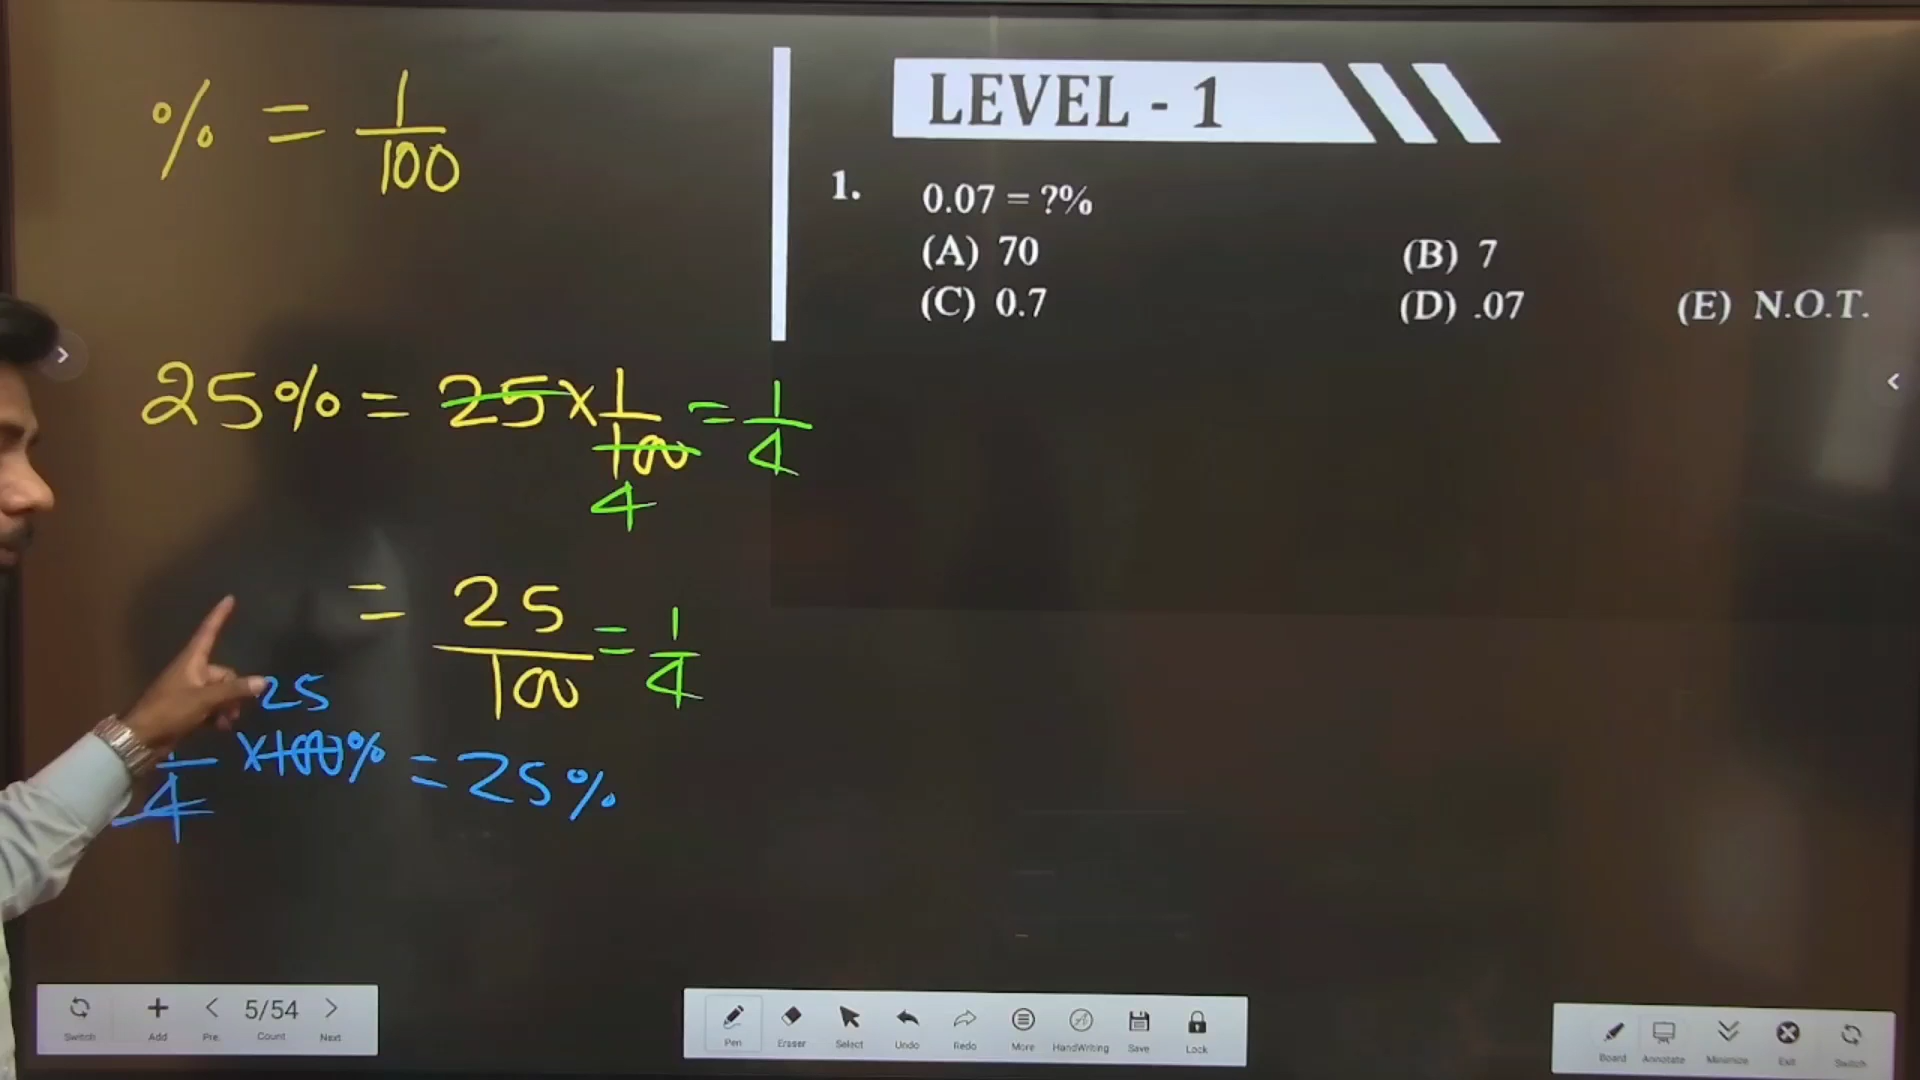 % = 1/100
25% = 25 × 1/100 = 1/4
4
= 25/100 = 1/4
25
1/4 × 100% = 25%
LEVEL - 1
1. 0.07 = ?%
(A) 70 (B) 7
(C) 0.7 (D) .07 (E) N.O.T.
5/54
Switch Add Pre. Count Next
Pen Eraser Select Undo Redo More HandWriting Save Lock
Board Annotate Minimize Exit Switch